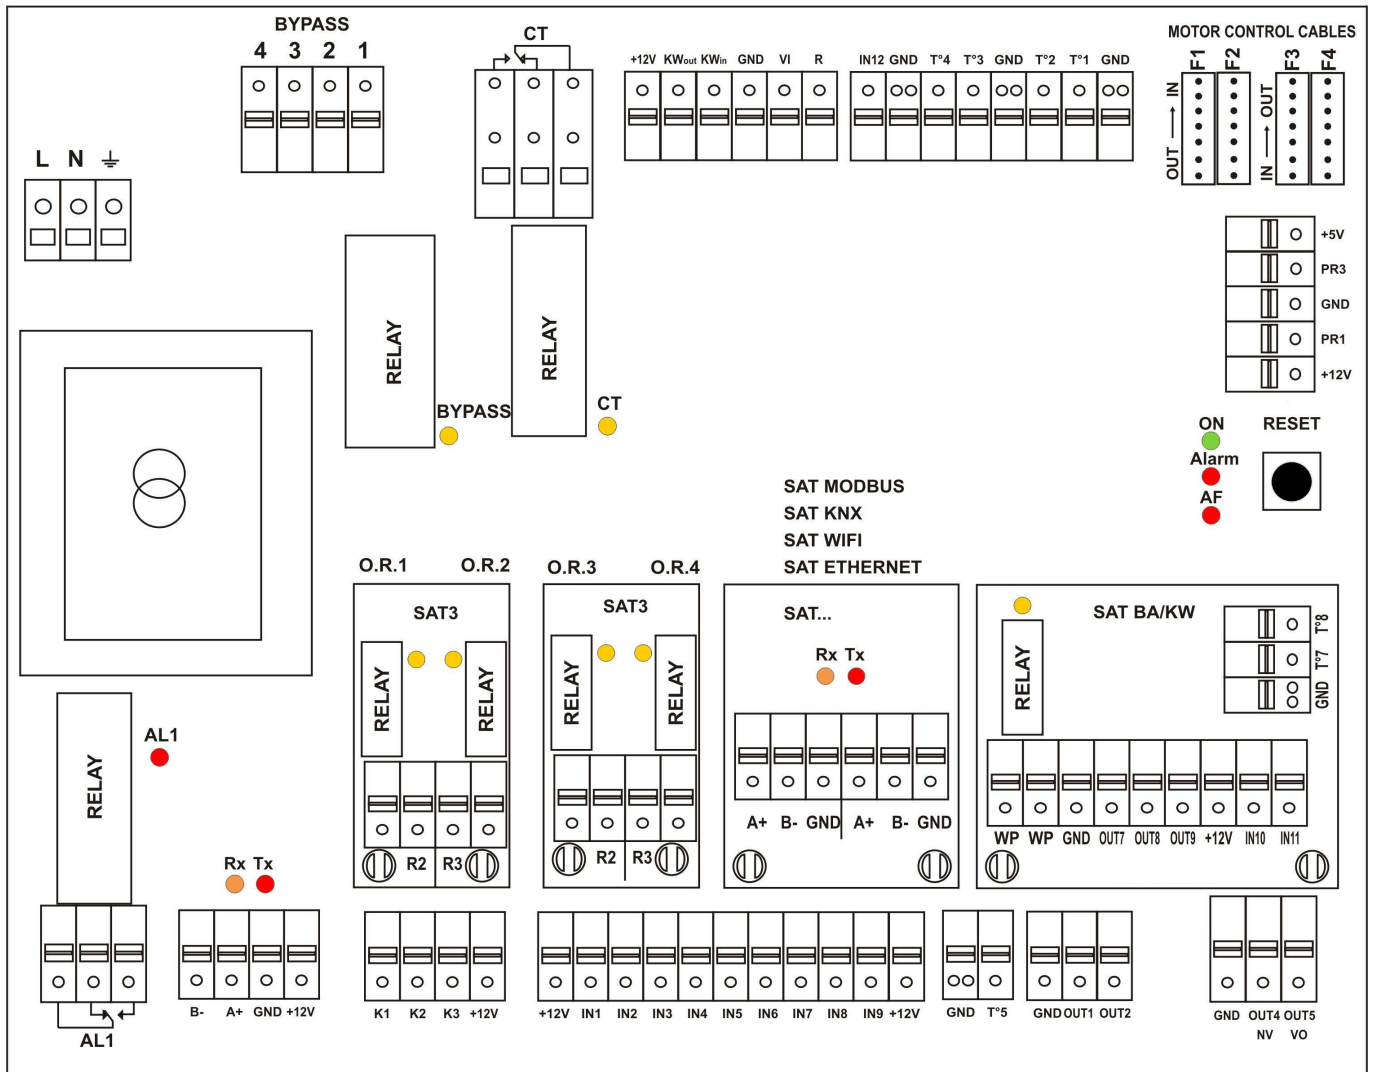 BYPASS
4 3 2 1
CT
+12V KWout KWin GND VI R
IN12 GND T°4 T°3 GND T°2 T°1 GND
MOTOR CONTROL CABLES
F1 F2 F3 F4
OUT → IN
IN → OUT
L N
+5V
PR3
GND
PR1
+12V
RELAY
BYPASS
RELAY
CT
ON
Alarm
AF
RESET
SAT MODBUS
SAT KNX
SAT WIFI
SAT ETHERNET
O.R.1 O.R.2
SAT3
RELAY RELAY
R2 R3
O.R.3 O.R.4
SAT3
RELAY RELAY
R2 R3
SAT...
Rx Tx
A+ B- GND A+ B- GND
SAT BA/KW
RELAY
T°8
T°7
GND
WP WP GND OUT7 OUT8 OUT9 +12V IN10 IN11
RELAY
AL1
AL1
Rx Tx
B- A+ GND +12V
K1 K2 K3 +12V
+12V IN1 IN2 IN3 IN4 IN5 IN6 IN7 IN8 IN9 +12V
GND T°5
GND OUT1 OUT2
GND OUT4 OUT5
NV VO